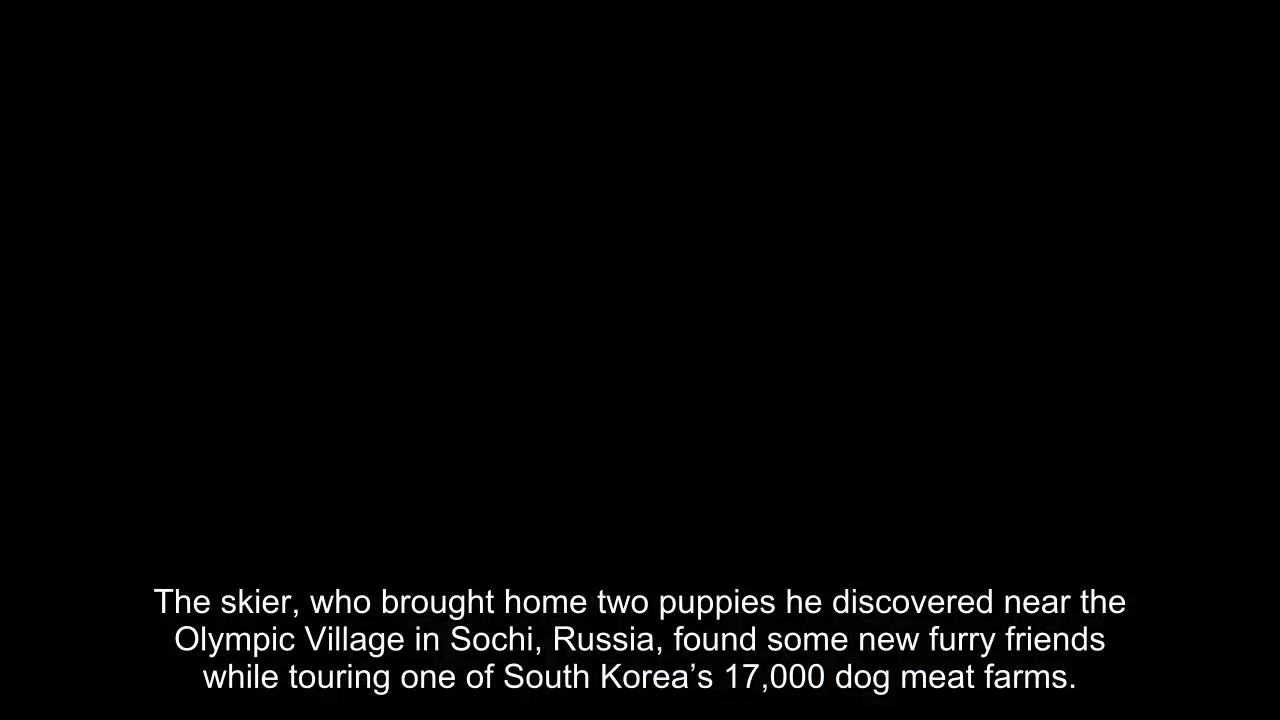 The skier, who brought home two puppies he discovered near the
Olympic Village in Sochi, Russia, found some new furry friends
while touring one of South Korea’s 17,000 dog meat farms.